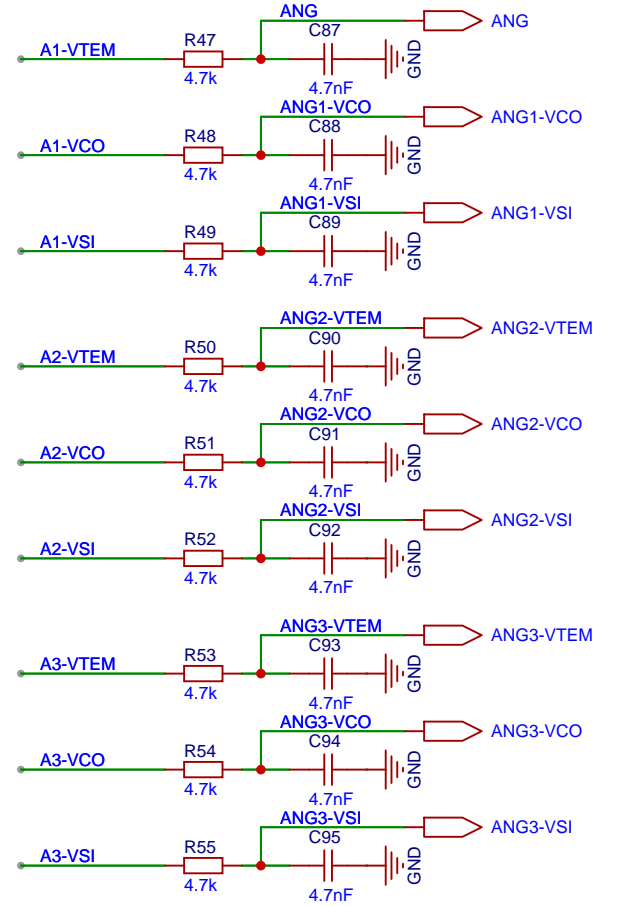 ANG
ANG
C87
R47
A1-VTEM
GND
4.7k
4.7nF
ANG1-VCO
ANG1-VCO
C88
R48
A1-VCO
GND
4.7k
4.7nF
ANG1-VSI
ANG1-VSI
C89
R49
A1-VSI
GND
4.7k
4.7nF
ANG2-VTEM
ANG2-VTEM
C90
R50
A2-VTEM
GND
4.7k
4.7nF
ANG2-VCO
ANG2-VCO
C91
R51
A2-VCO
GND
4.7k
4.7nF
ANG2-VSI
ANG2-VSI
C92
R52
A2-VSI
GND
4.7k
4.7nF
ANG3-VTEM
ANG3-VTEM
C93
R53
A3-VTEM
GND
4.7k
4.7nF
ANG3-VCO
ANG3-VCO
C94
R54
A3-VCO
GND
4.7k
4.7nF
ANG3-VSI
ANG3-VSI
C95
R55
A3-VSI
GND
4.7k
4.7nF